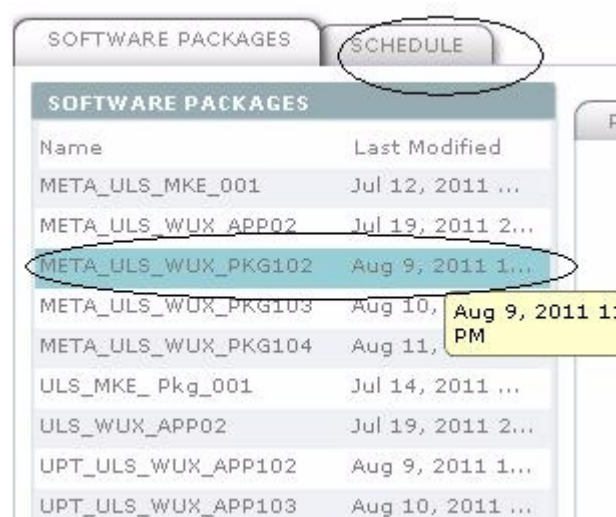 SOFTWARE PACKAGES SCHEDULE
SOFTWARE PACKAGES
Name Last Modified
META_ULS_MKE_001 Jul 12, 2011 ...
META_ULS_WUX_APP02 Jul 19, 2011 2...
META_ULS_WUX_PKG102 Aug 9, 2011 1...
META_ULS_WUX_PKG103 Aug 10,
Aug 9, 2011 11
PM
META_ULS_WUX_PKG104 Aug 11,
ULS_MKE_ Pkg_001 Jul 14, 2011 ...
ULS_WUX_APP02 Jul 19, 2011 2...
UPT_ULS_WUX_APP102 Aug 9, 2011 1...
UPT_ULS_WUX_APP103 Aug 10, 2011 ...